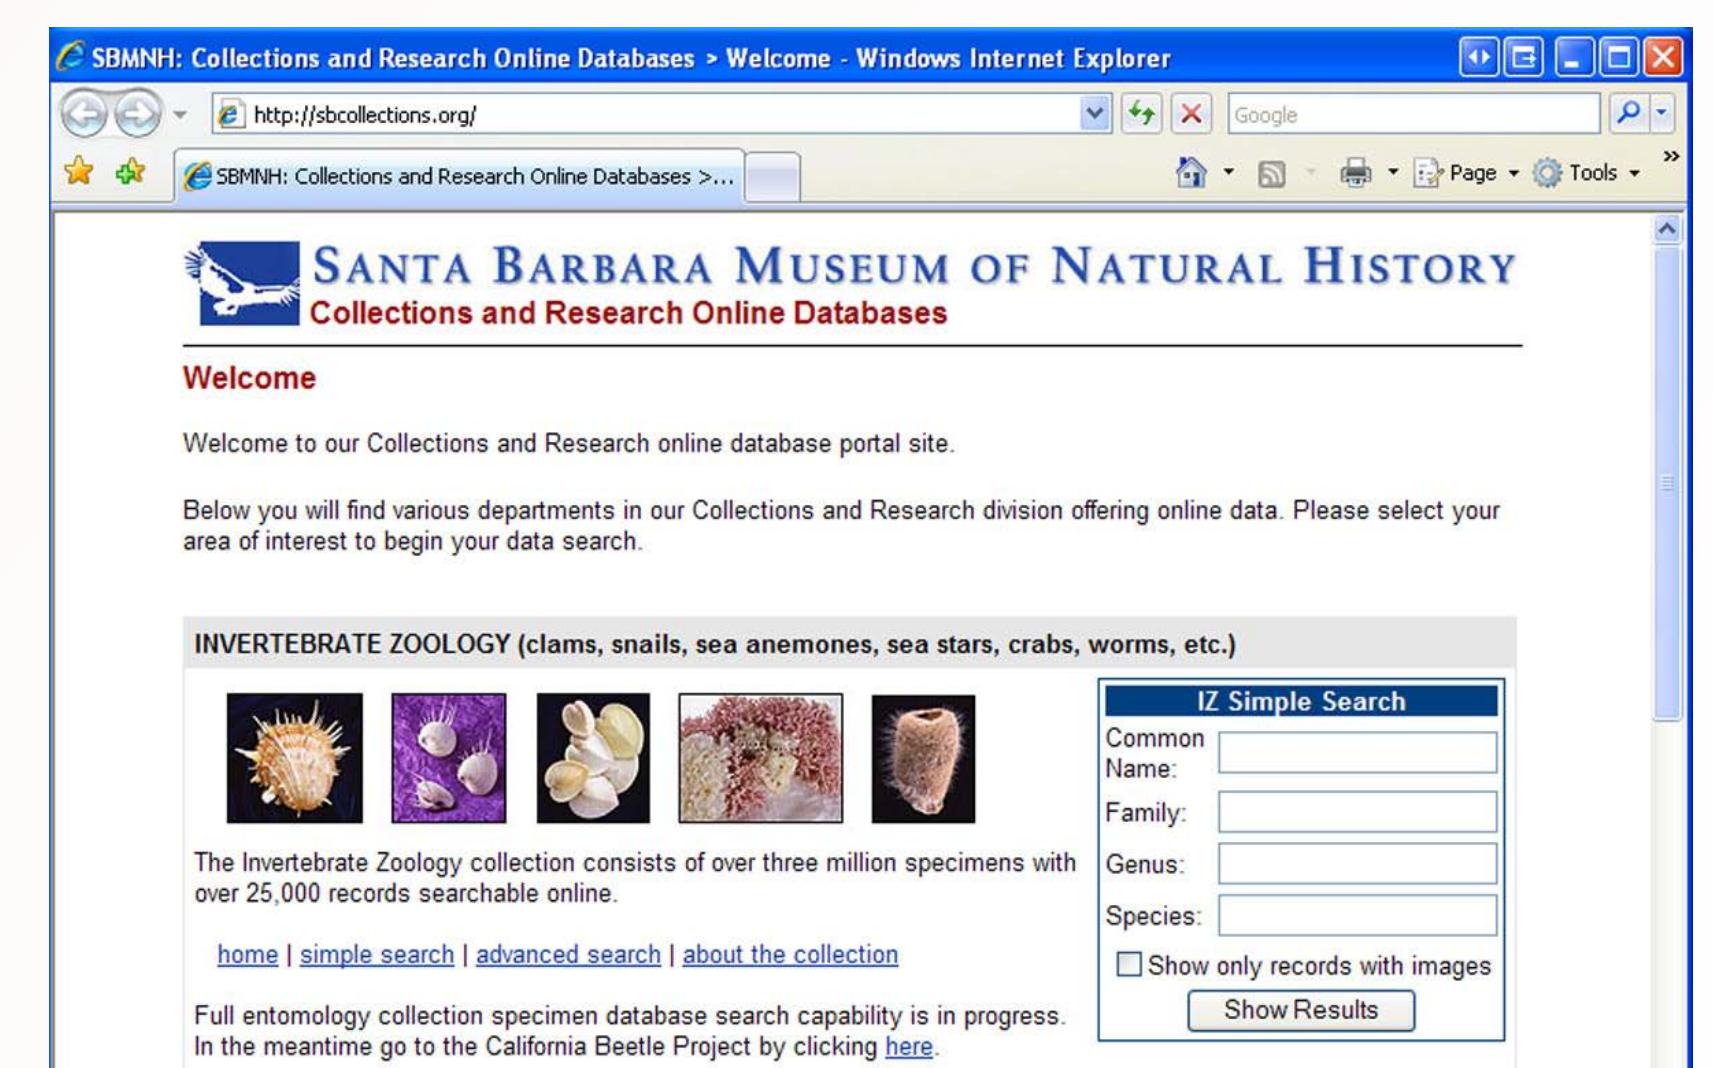 SBMNH: Collections and Research Online Databases > Welcome - Windows Internet Explorer
http://sbcollections.org/
Google
SBMNH: Collections and Research Online Databases >...
Page
Tools
»
SANTA BARBARA MUSEUM OF NATURAL HISTORY
Collections and Research Online Databases
Welcome
Welcome to our Collections and Research online database portal site.
Below you will find various departments in our Collections and Research division offering online data. Please select your
area of interest to begin your data search.
INVERTEBRATE ZOOLOGY (clams, snails, sea anemones, sea stars, crabs, worms, etc.)
The Invertebrate Zoology collection consists of over three million specimens with
over 25,000 records searchable online.
home | simple search | advanced search | about the collection
Full entomology collection specimen database search capability is in progress.
In the meantime go to the California Beetle Project by clicking here.
IZ Simple Search
Common
Name:
Family:
Genus:
Species:
Show only records with images
Show Results